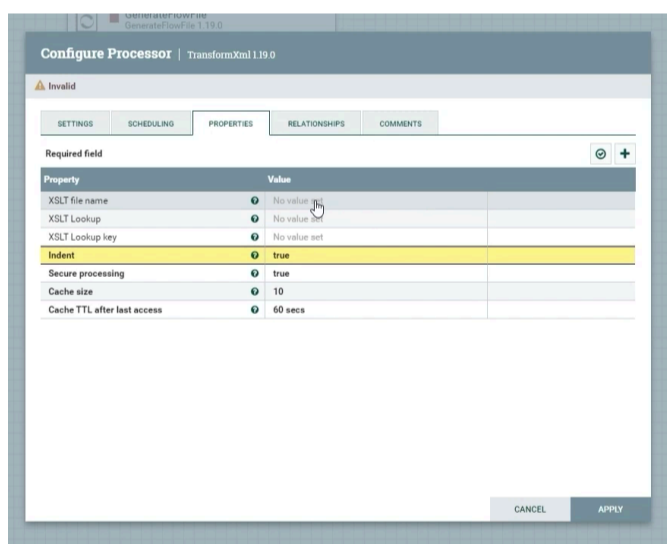 GenerateFlowFile
GenerateFlowFile 1.19.0
Configure Processor | TransformXml 1.19.0
Invalid
SETTINGS SCHEDULING PROPERTIES RELATIONSHIPS COMMENTS
Required field
Property Value
XSLT file name No value set
XSLT Lookup No value set
XSLT Lookup key No value set
Indent true
Secure processing true
Cache size 10
Cache TTL after last access 60 secs
CANCEL APPLY